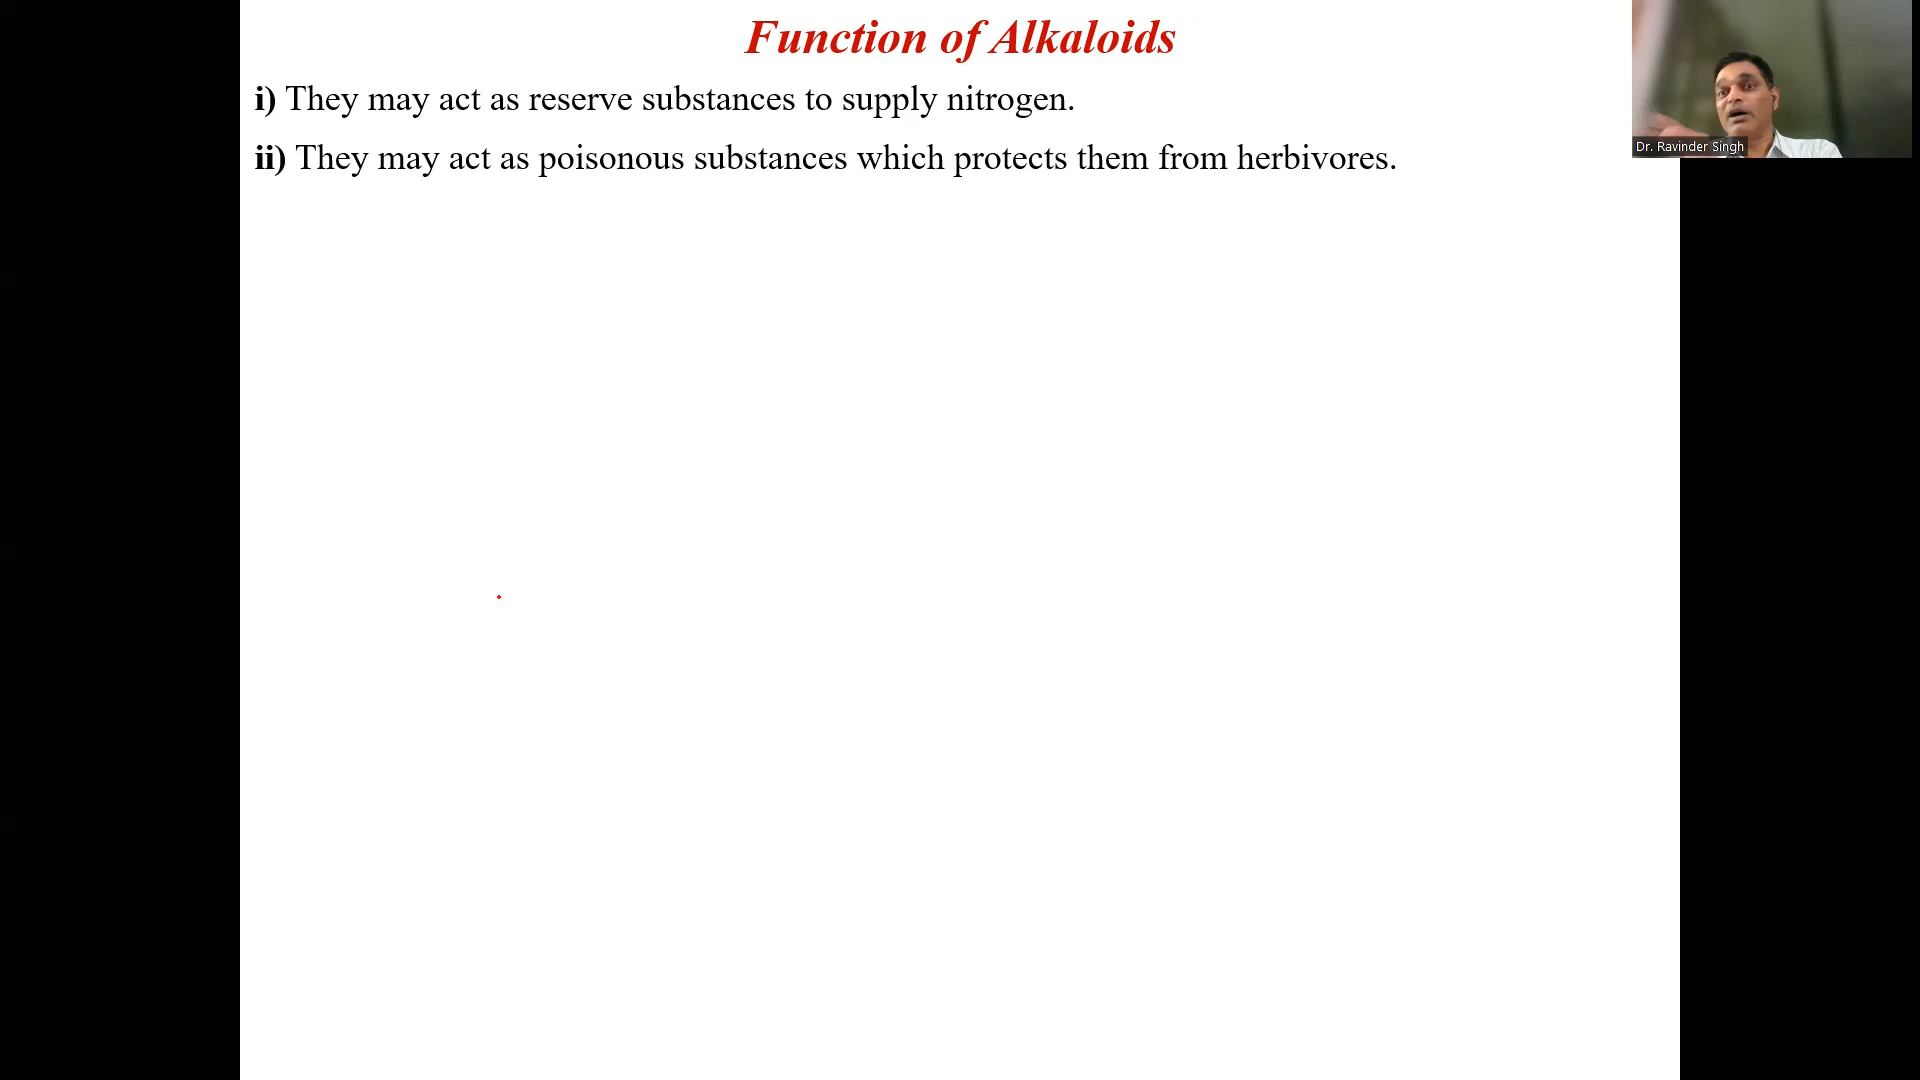 Function of Alkaloids
i) They may act as reserve substances to supply nitrogen.
ii) They may act as poisonous substances which protects them from herbivores.
Dr. Ravinder Singh